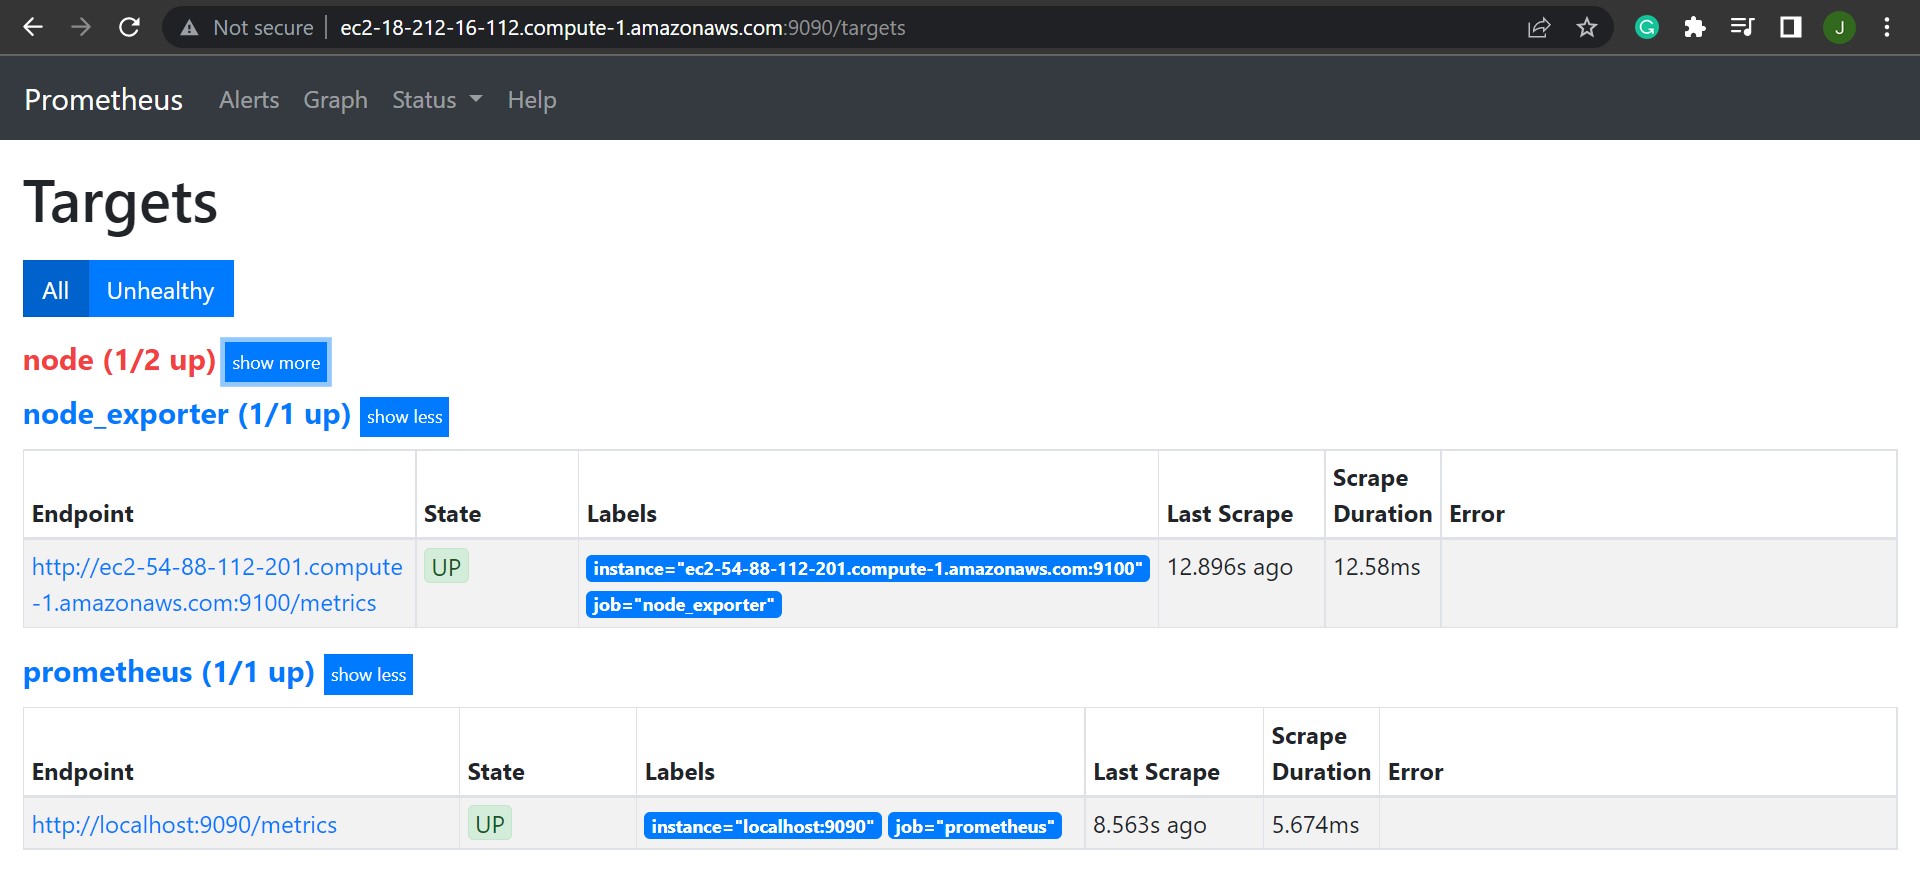 Not secure | ec2-18-212-16-112.compute-1.amazonaws.com:9090/targets
G
J
Prometheus Alerts Graph Status Help
Targets
All Unhealthy
node (1/2 up) show more
node_exporter (1/1 up) show less
Endpoint State Labels Last Scrape Scrape Duration Error
http://ec2-54-88-112-201.compute
-1.amazonaws.com:9100/metrics
UP
instance="ec2-54-88-112-201.compute-1.amazonaws.com:9100"
job="node_exporter"
12.896s ago
12.58ms
prometheus (1/1 up) show less
Endpoint State Labels Last Scrape Scrape Duration Error
http://localhost:9090/metrics UP instance="localhost:9090" job="prometheus" 8.563s ago 5.674ms